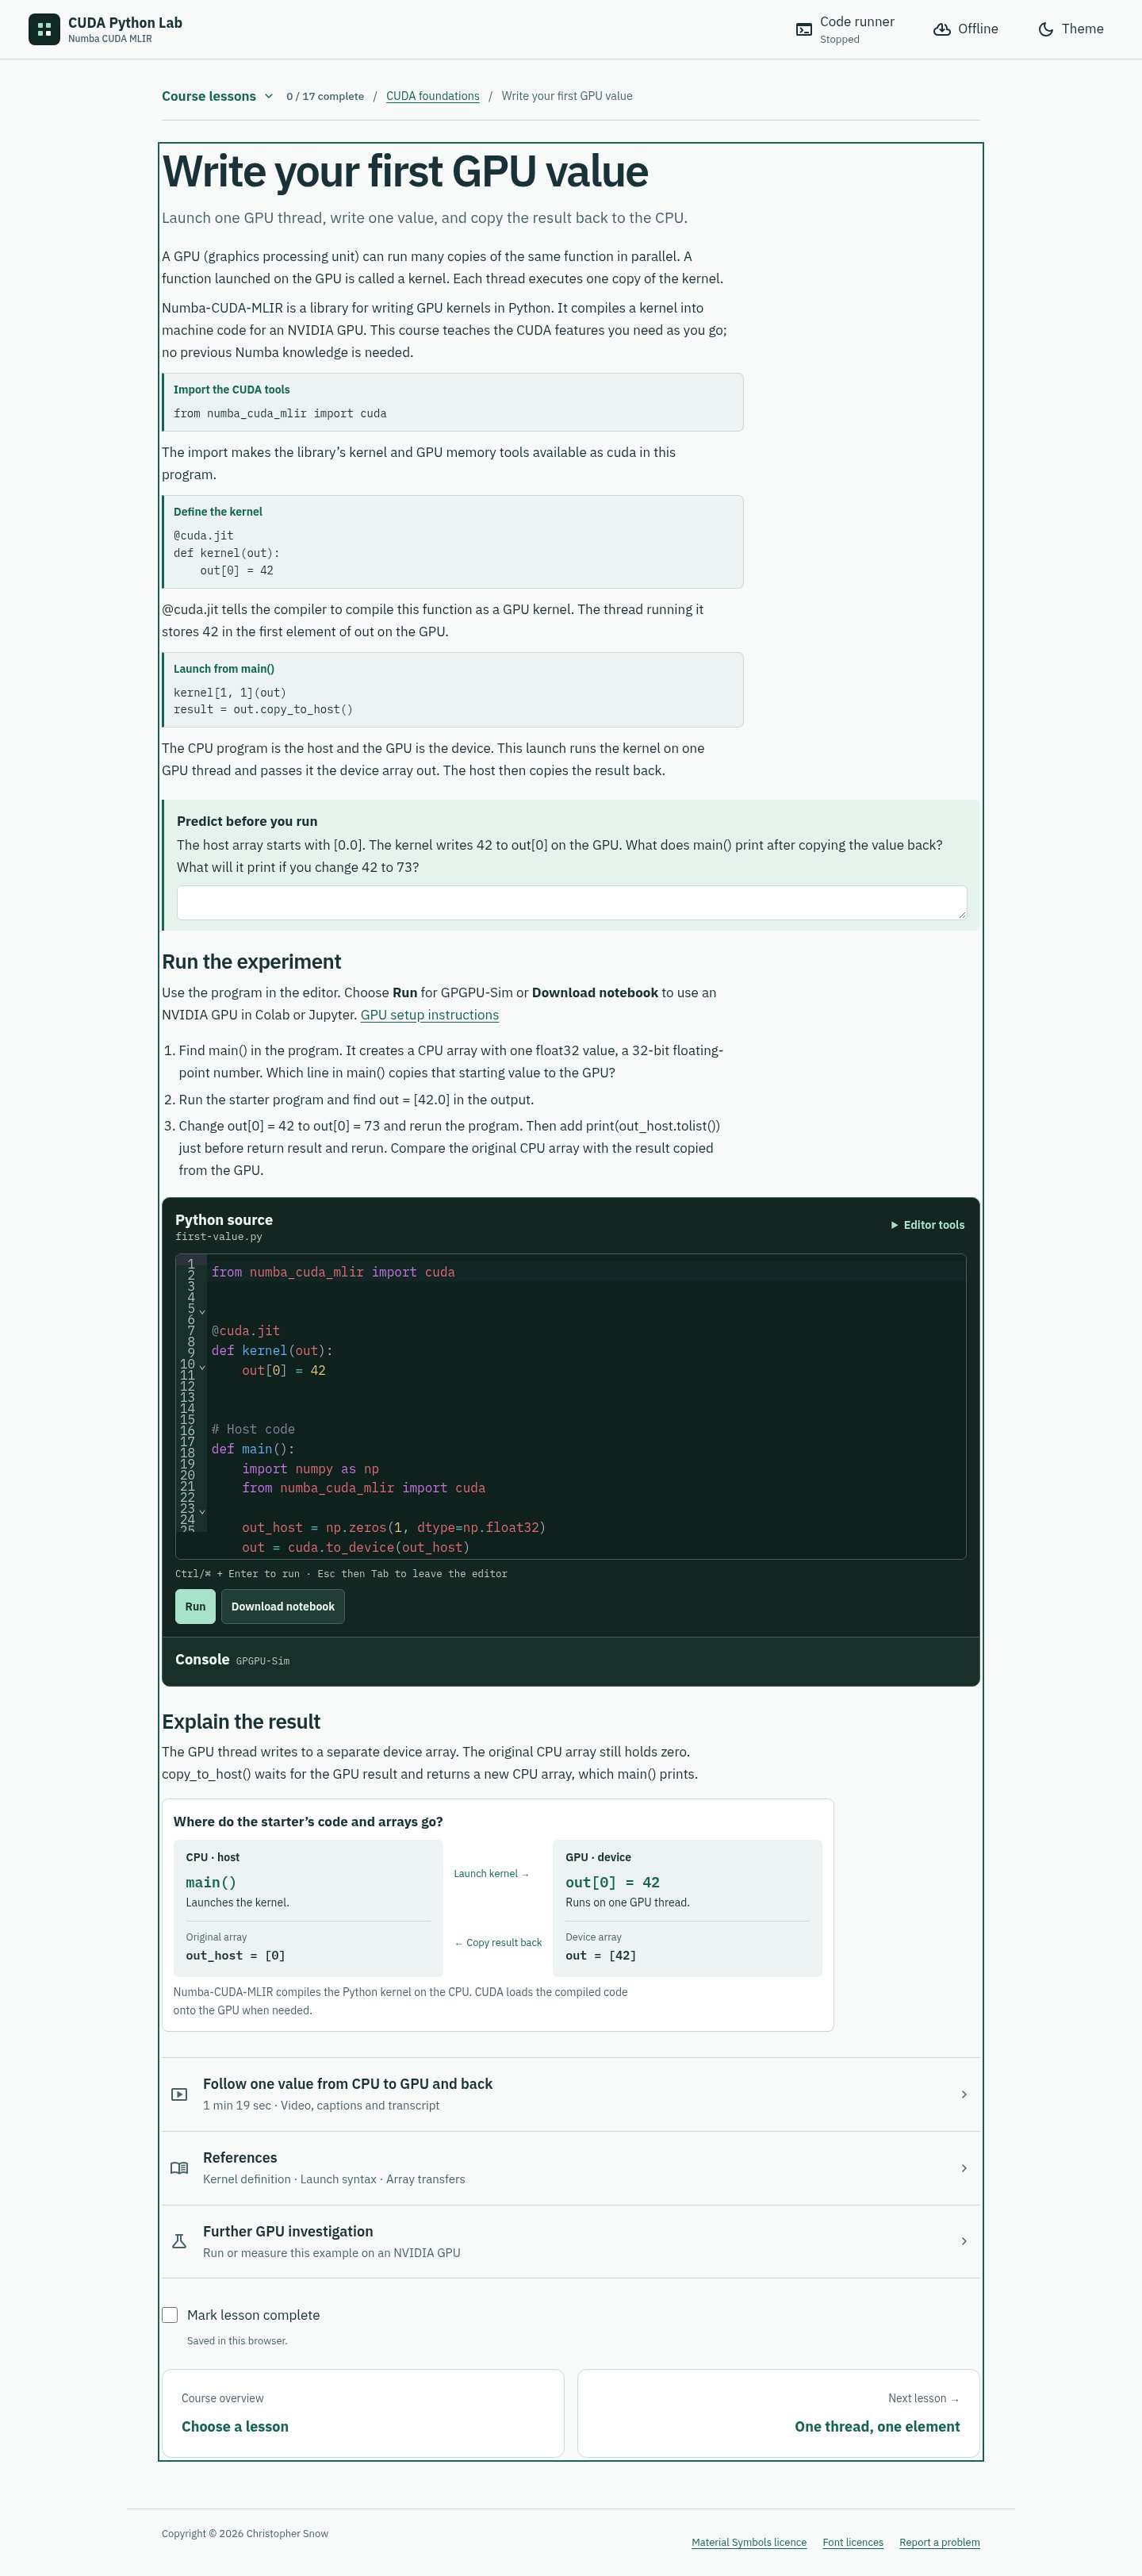 CUDA Python Lab
Numba CUDA MLIR
Code runner
Stopped
Offline
Theme
Course lessons 0 / 17 complete / CUDA foundations / Write your first GPU value
Write your first GPU value
Launch one GPU thread, write one value, and copy the result back to the CPU.
A GPU (graphics processing unit) can run many copies of the same function in parallel. A
function launched on the GPU is called a kernel. Each thread executes one copy of the kernel.
Numba-CUDA-MLIR is a library for writing GPU kernels in Python. It compiles a kernel into
machine code for an NVIDIA GPU. This course teaches the CUDA features you need as you go;
no previous Numba knowledge is needed.
Import the CUDA tools
from numba_cuda_mlir import cuda
The import makes the library’s kernel and GPU memory tools available as cuda in this
program.
Define the kernel
@cuda.jit
def kernel(out):
    out[0] = 42
@cuda.jit tells the compiler to compile this function as a GPU kernel. The thread running it
stores 42 in the first element of out on the GPU.
Launch from main()
kernel[1, 1](out)
result = out.copy_to_host()
The CPU program is the host and the GPU is the device. This launch runs the kernel on one
GPU thread and passes it the device array out. The host then copies the result back.
Predict before you run
The host array starts with [0.0]. The kernel writes 42 to out[0] on the GPU. What does main() print after copying the value back?
What will it print if you change 42 to 73?
Run the experiment
Use the program in the editor. Choose Run for GPGPU-Sim or Download notebook to use an
NVIDIA GPU in Colab or Jupyter. GPU setup instructions
1. Find main() in the program. It creates a CPU array with one float32 value, a 32-bit floating-
point number. Which line in main() copies that starting value to the GPU?
2. Run the starter program and find out = [42.0] in the output.
3. Change out[0] = 42 to out[0] = 73 and rerun the program. Then add print(out_host.tolist())
just before return result and rerun. Compare the original CPU array with the result copied
from the GPU.
Python source
first-value.py
▶ Editor tools
1
2
3
4
5
6
7
8
9
10
11
12
13
14
15
16
17
18
19
20
21
22
23
24
25
from numba_cuda_mlir import cuda
@cuda.jit
def kernel(out):
    out[0] = 42
# Host code
def main():
    import numpy as np
    from numba_cuda_mlir import cuda
    out_host = np.zeros(1, dtype=np.float32)
    out = cuda.to_device(out_host)
Ctrl/⌘ + Enter to run · Esc then Tab to leave the editor
Run
Download notebook
Console GPGPU-Sim
Explain the result
The GPU thread writes to a separate device array. The original CPU array still holds zero.
copy_to_host() waits for the GPU result and returns a new CPU array, which main() prints.
Where do the starter’s code and arrays go?
CPU · host
main()
Launches the kernel.
Original array
out_host = [0]
Launch kernel →
← Copy result back
GPU · device
out[0] = 42
Runs on one GPU thread.
Device array
out = [42]
Numba-CUDA-MLIR compiles the Python kernel on the CPU. CUDA loads the compiled code
onto the GPU when needed.
Follow one value from CPU to GPU and back
1 min 19 sec · Video, captions and transcript
References
Kernel definition · Launch syntax · Array transfers
Further GPU investigation
Run or measure this example on an NVIDIA GPU
Mark lesson complete
Saved in this browser.
Course overview
Choose a lesson
Next lesson →
One thread, one element
Copyright © 2026 Christopher Snow
Material Symbols licence
Font licences
Report a problem